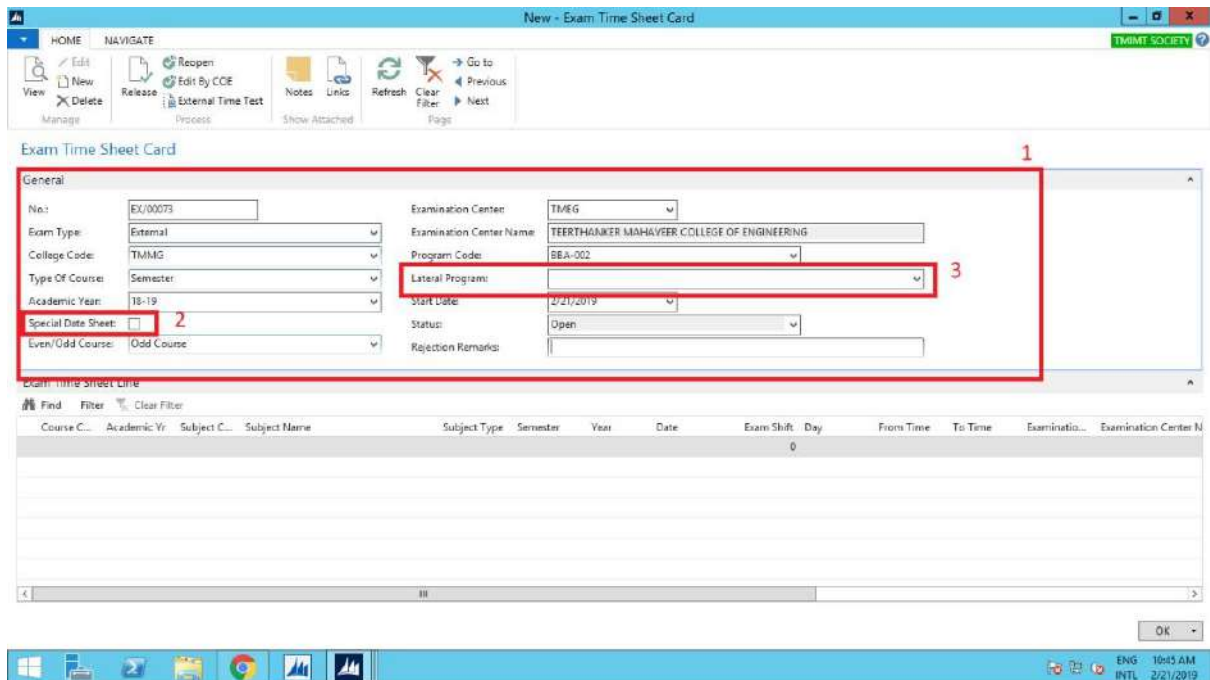 New - Exam Time Sheet Card
HOME NAVIGATE
TMIMT SOCIETY
View
Edit
New
Delete
Manage
Release
Reopen
Edit By COE
External Time Test
Process
Notes Links
Show Attached
Refresh Clear Filter
Go to
Previous
Next
Page
Exam Time Sheet Card
1
General
No.: EX/00073
Exam Type: External
College Code: TMMG
Type Of Course: Semester
Academic Year: 18-19
Special Date Sheet: 2
Even/Odd Course: Odd Course
Examination Center: TMEG
Examination Center Name: TEERTHANKER MAHAVEER COLLEGE OF ENGINEERING
Program Code: BBA-002
Lateral Program: 3
Start Date: 2/21/2019
Status: Open
Rejection Remarks:
Exam Time Sheet Line
Find Filter Clear Filter
Course C... Academic Yr Subject C... Subject Name Subject Type Semester Year Date Exam Shift Day From Time To Time Examinatio... Examination Center N
0
OK
ENG 10:45 AM
INTL 2/21/2019